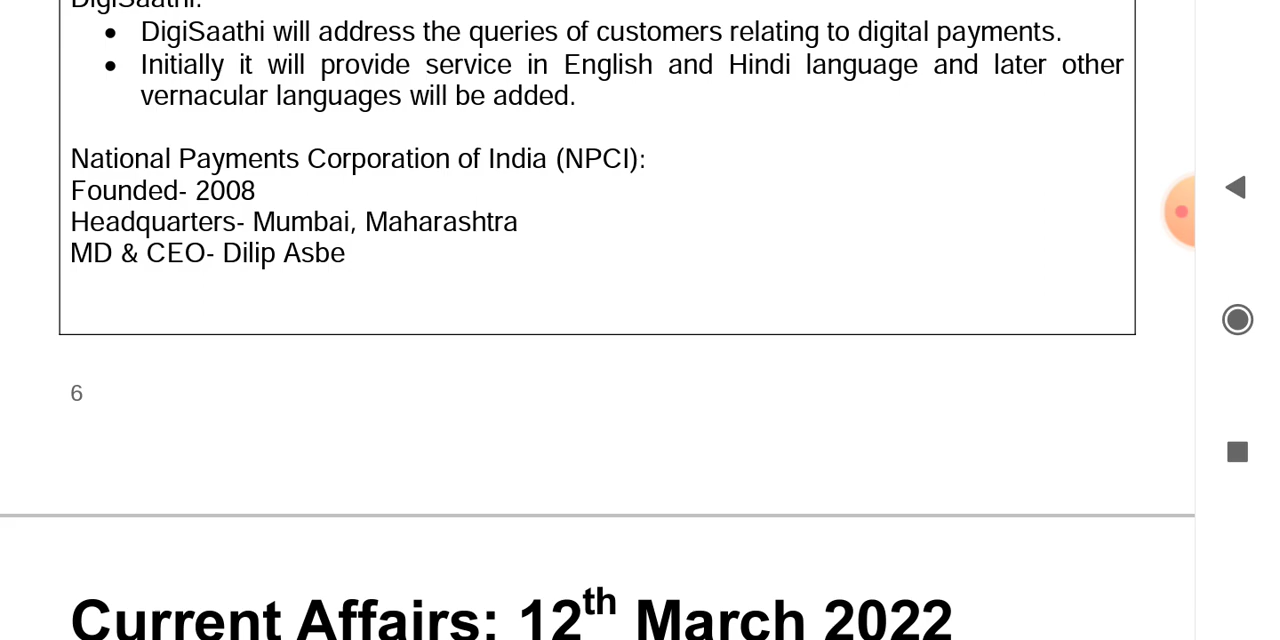 DigiSaathi:
• DigiSaathi will address the queries of customers relating to digital payments.
• Initially it will provide service in English and Hindi language and later other
vernacular languages will be added.
National Payments Corporation of India (NPCI):
Founded- 2008
Headquarters- Mumbai, Maharashtra
MD & CEO- Dilip Asbe
6
Current Affairs: 12th March 2022